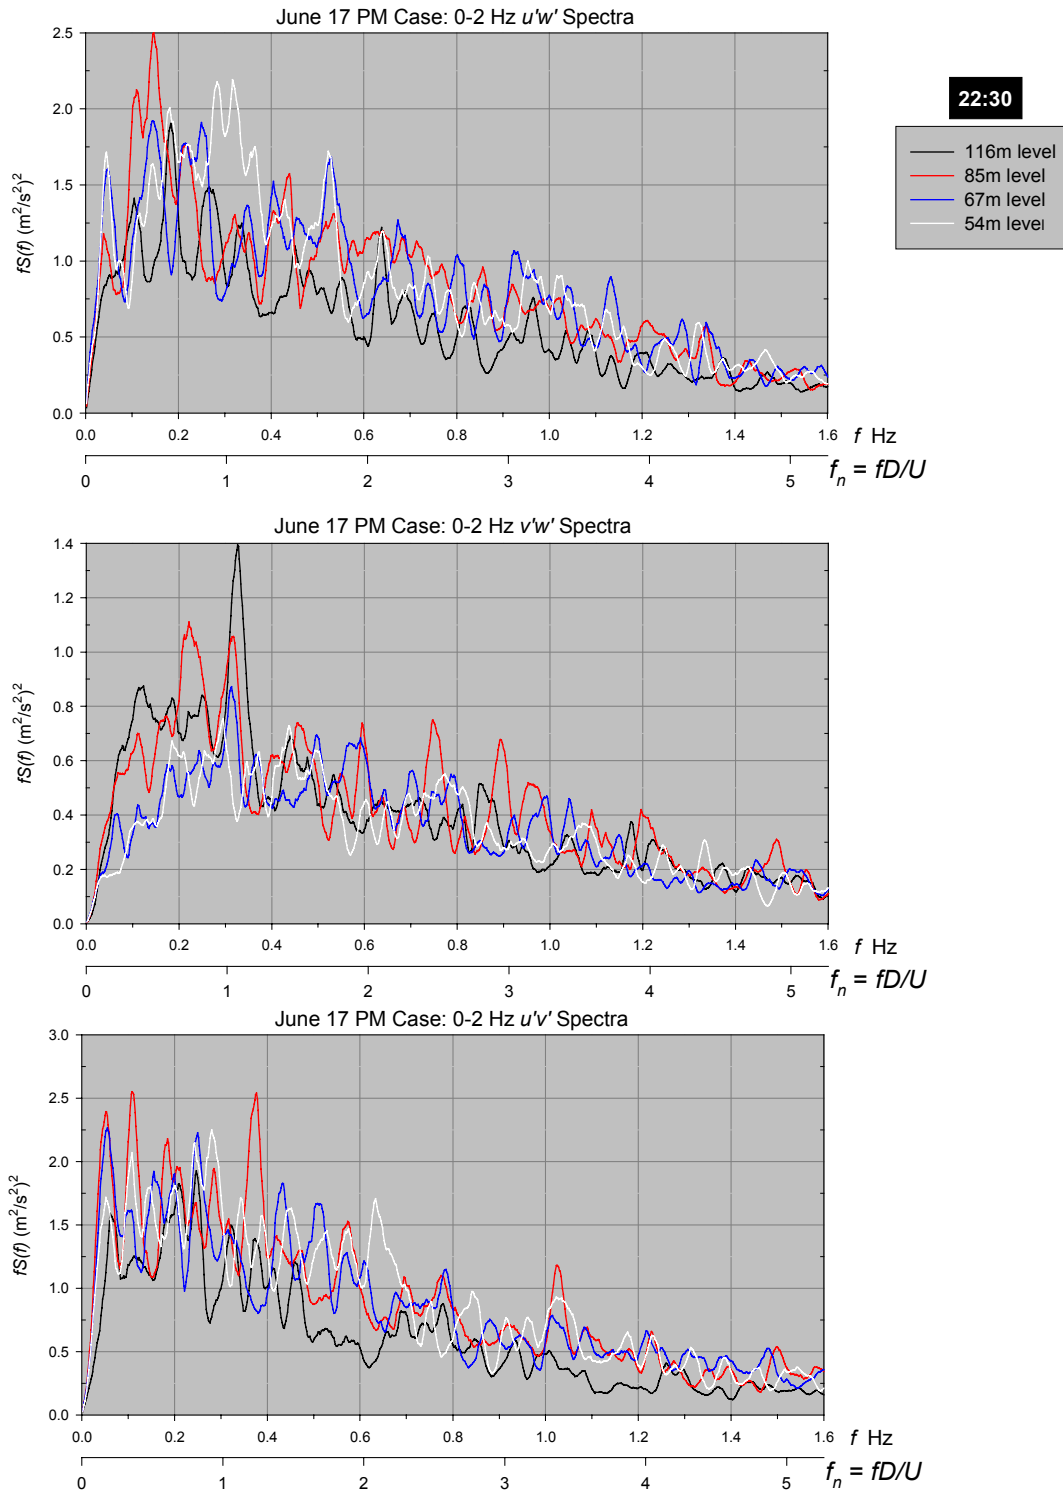 June 17 PM Case: 0-2 Hz u'w' Spectra
2.5
2.0
1.5
1.0
0.5
0.0
fS(f) (m²/s²)²
0.0 0.2 0.4 0.6 0.8 1.0 1.2 1.4 1.6
f Hz
0 1 2 3 4 5
fₙ = fD/U
22:30
116m level
85m level
67m level
54m level
June 17 PM Case: 0-2 Hz v'w' Spectra
1.4
1.2
1.0
0.8
0.6
0.4
0.2
0.0
fS(f) (m²/s²)²
0.0 0.2 0.4 0.6 0.8 1.0 1.2 1.4 1.6
f Hz
0 1 2 3 4 5
fₙ = fD/U
June 17 PM Case: 0-2 Hz u'v' Spectra
3.0
2.5
2.0
1.5
1.0
0.5
0.0
fS(f) (m²/s²)²
0.0 0.2 0.4 0.6 0.8 1.0 1.2 1.4 1.6
f Hz
0 1 2 3 4 5
fₙ = fD/U